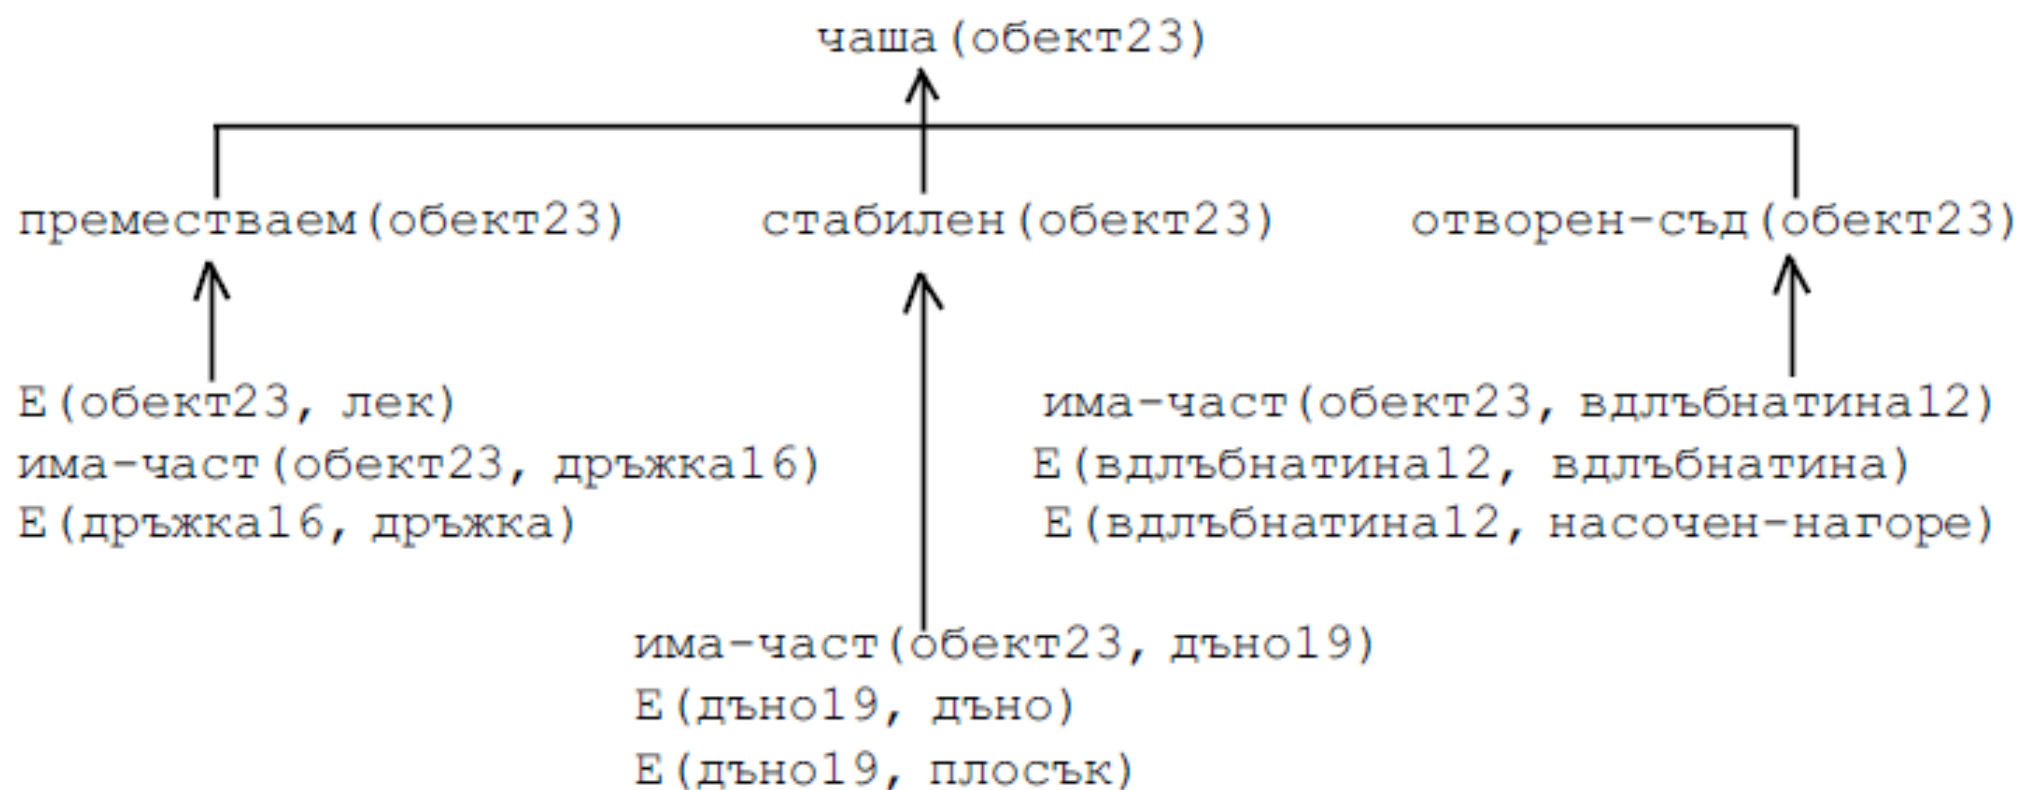 чаша(обект23)
преместваем(обект23) стабилен(обект23) отворен-съд(обект23)
Е(обект23, лек)
има-част(обект23, дръжка16)
Е(дръжка16, дръжка)
има-част(обект23, вдлъбнатина12)
Е(вдлъбнатина12, вдлъбнатина)
Е(вдлъбнатина12, насочен-нагоре)
има-част(обект23, дъно19)
Е(дъно19, дъно)
Е(дъно19, плосък)